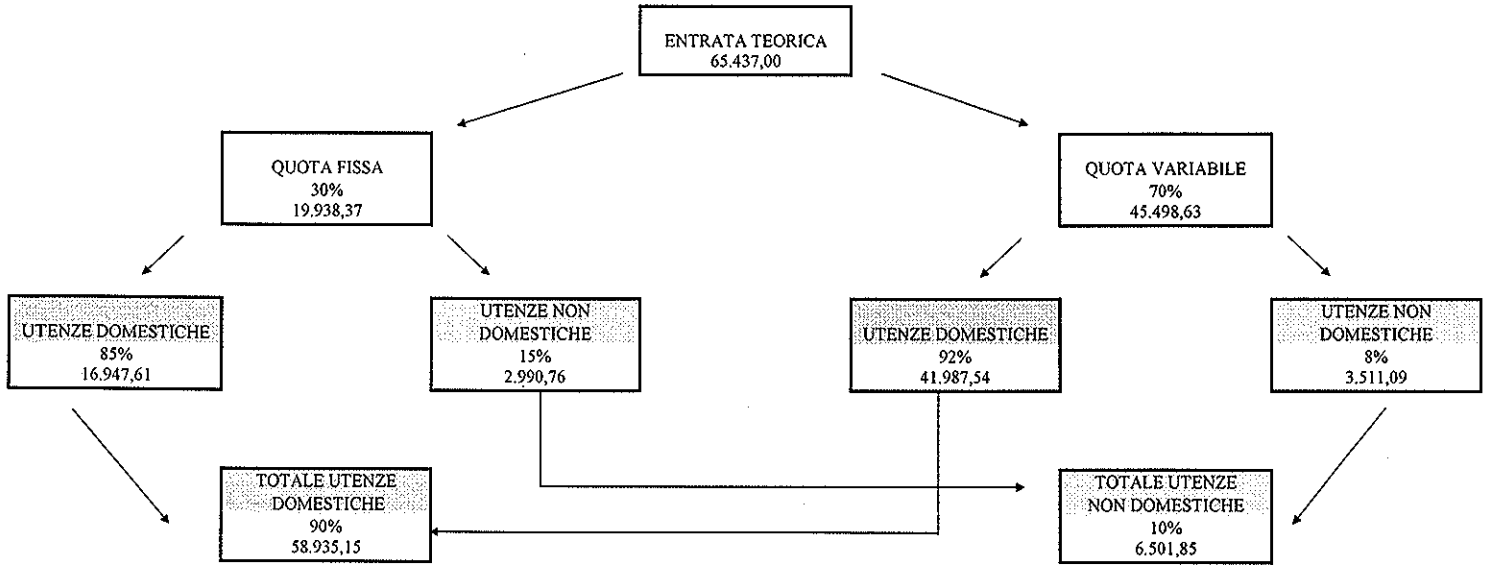 ENTRATA TEORICA
65.437,00
QUOTA FISSA
30%
19.938,37
QUOTA VARIABILE
70%
45.498,63
UTENZE DOMESTICHE
85%
16.947,61
UTENZE NON
DOMESTICHE
15%
2.990,76
UTENZE DOMESTICHE
92%
41.987,54
UTENZE NON
DOMESTICHE
8%
3.511,09
TOTALE UTENZE
DOMESTICHE
90%
58.935,15
TOTALE UTENZE
NON DOMESTICHE
10%
6.501,85